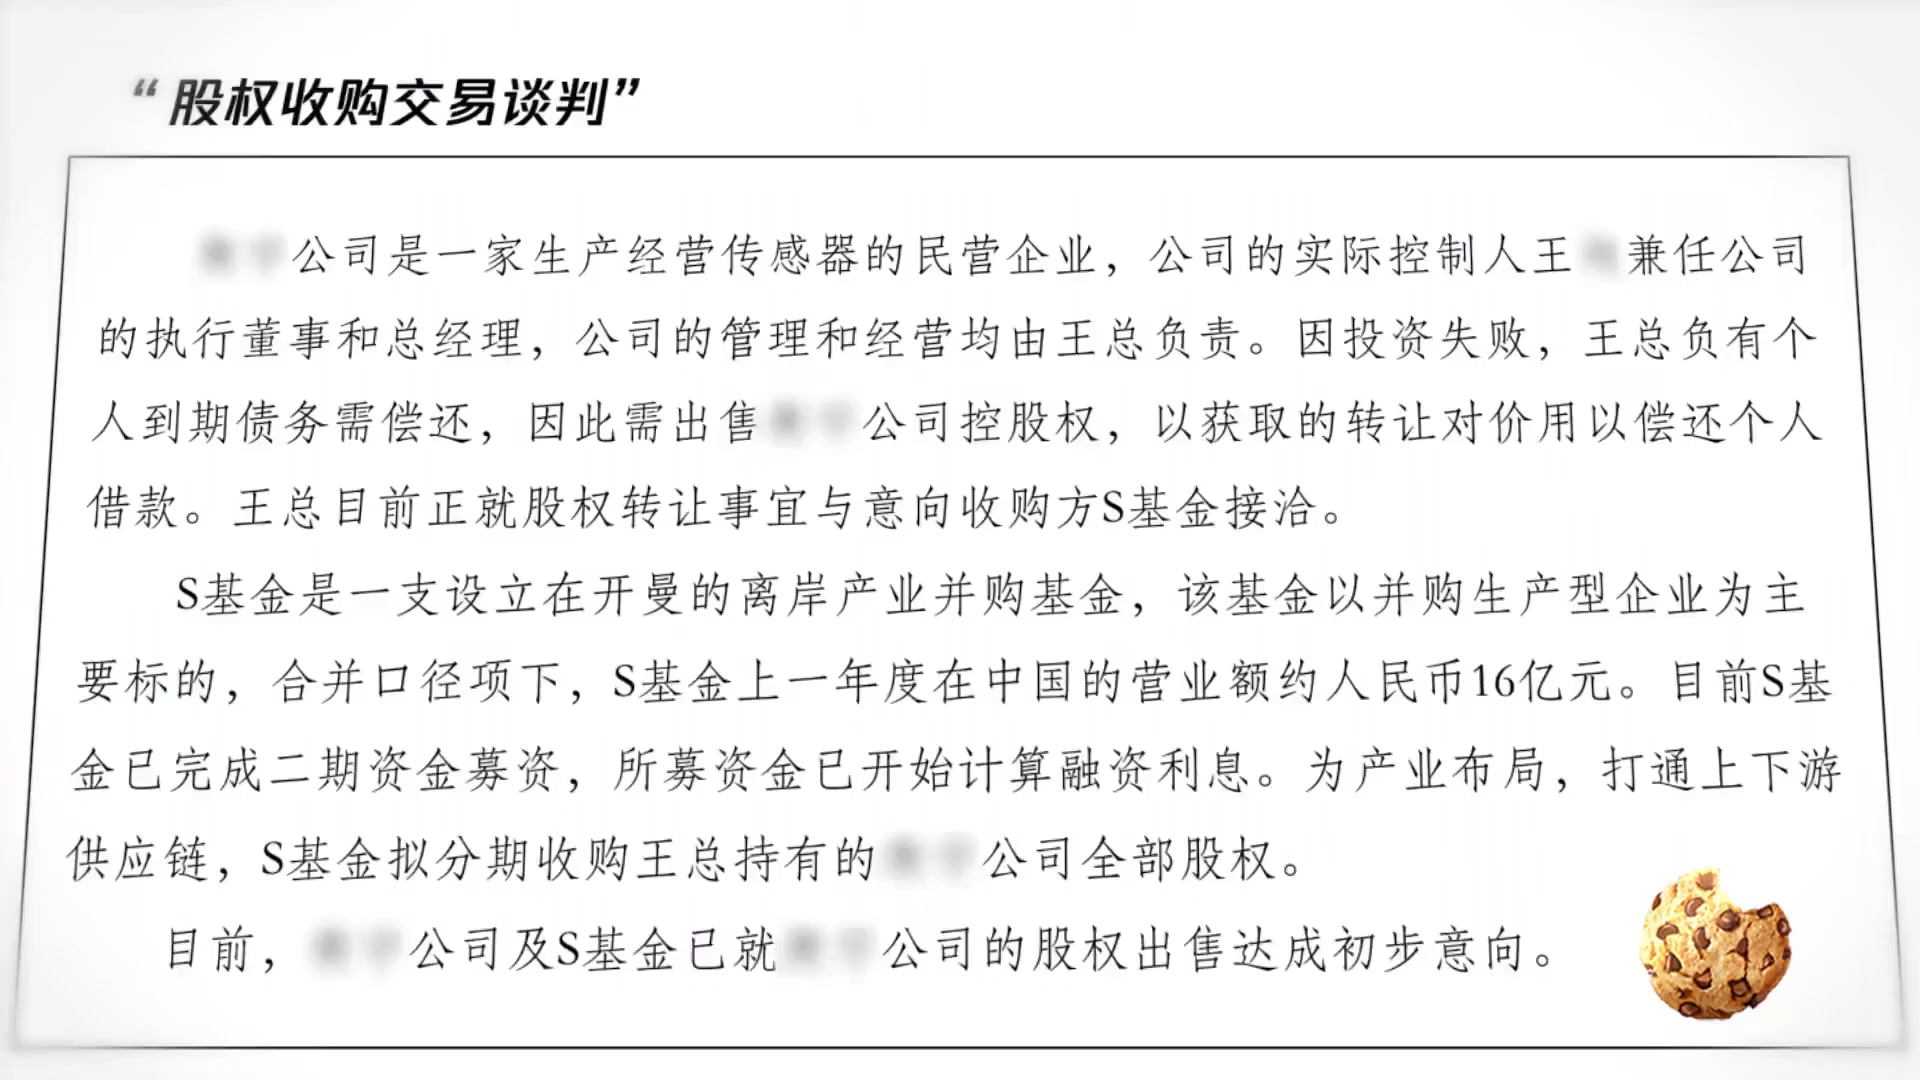 “股权收购交易谈判”
公司是一家生产经营传感器的民营企业，公司的实际控制人王 兼任公司
的执行董事和总经理，公司的管理和经营均由王总负责。因投资失败，王总负有个
人到期债务需偿还，因此需出售 公司控股权，以获取的转让对价用以偿还个人
借款。王总目前正就股权转让事宜与意向收购方S基金接洽。
S基金是一支设立在开曼的离岸产业并购基金，该基金以并购生产型企业为主
要标的，合并口径项下，S基金上一年度在中国的营业额约人民币16亿元。目前S基
金已完成二期资金募资，所募资金已开始计算融资利息。为产业布局，打通上下游
供应链，S基金拟分期收购王总持有的 公司全部股权。
目前， 公司及S基金已就 公司的股权出售达成初步意向。